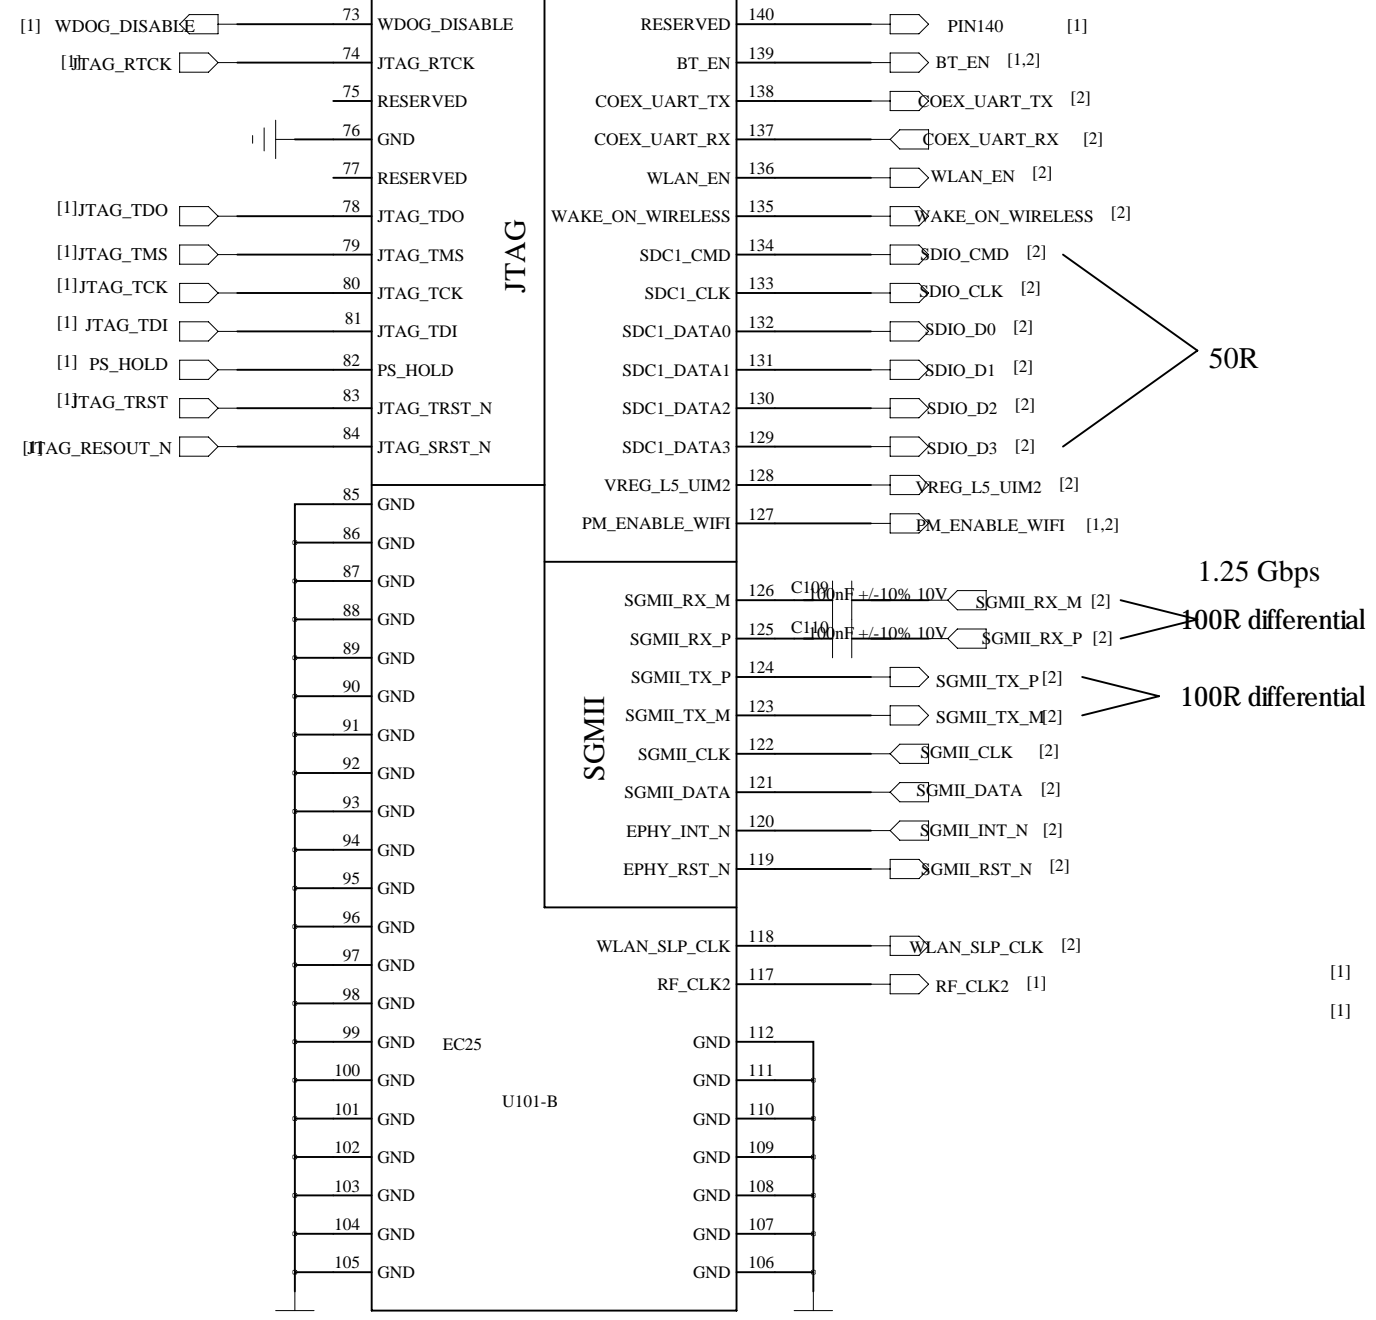 [1] WDOG_DISABLE 73 WDOG_DISABLE RESERVED 140 PIN140 [1]
[1]JTAG_RTCK 74 JTAG_RTCK BT_EN 139 BT_EN [1,2]
75 RESERVED COEX_UART_TX 138 COEX_UART_TX [2]
76 GND COEX_UART_RX 137 COEX_UART_RX [2]
77 RESERVED WLAN_EN 136 WLAN_EN [2]
[1]JTAG_TDO 78 JTAG_TDO WAKE_ON_WIRELESS 135 WAKE_ON_WIRELESS [2]
[1]JTAG_TMS 79 JTAG_TMS SDC1_CMD 134 SDIO_CMD [2]
JTAG
[1]JTAG_TCK 80 JTAG_TCK SDC1_CLK 133 SDIO_CLK [2]
[1] JTAG_TDI 81 JTAG_TDI SDC1_DATA0 132 SDIO_D0 [2]
50R
[1] PS_HOLD 82 PS_HOLD SDC1_DATA1 131 SDIO_D1 [2]
[1]JTAG_TRST 83 JTAG_TRST_N SDC1_DATA2 130 SDIO_D2 [2]
[1]JTAG_RESOUT_N 84 JTAG_SRST_N SDC1_DATA3 129 SDIO_D3 [2]
VREG_L5_UIM2 128 VREG_L5_UIM2 [2]
85 GND
PM_ENABLE_WIFI 127 PM_ENABLE_WIFI [1,2]
86 GND
1.25 Gbps
87 GND
SGMII_RX_M 126 C109 100nF +/-10% 10V SGMII_RX_M [2]
88 GND
100R differential
SGMII_RX_P 125 C110 100nF +/-10% 10V SGMII_RX_P [2]
89 GND
SGMII_TX_P 124 SGMII_TX_P [2]
90 GND
100R differential
SGMII_TX_M 123 SGMII_TX_M [2]
91 GND
SGMII
SGMII_CLK 122 SGMII_CLK [2]
92 GND
SGMII_DATA 121 SGMII_DATA [2]
93 GND
EPHY_INT_N 120 SGMII_INT_N [2]
94 GND
EPHY_RST_N 119 SGMII_RST_N [2]
95 GND
96 GND
WLAN_SLP_CLK 118 WLAN_SLP_CLK [2]
97 GND
[1]
RF_CLK2 117 RF_CLK2 [1]
98 GND
[1]
99 GND EC25 GND 112
100 GND GND 111
U101-B
101 GND GND 110
102 GND GND 109
103 GND GND 108
104 GND GND 107
105 GND GND 106